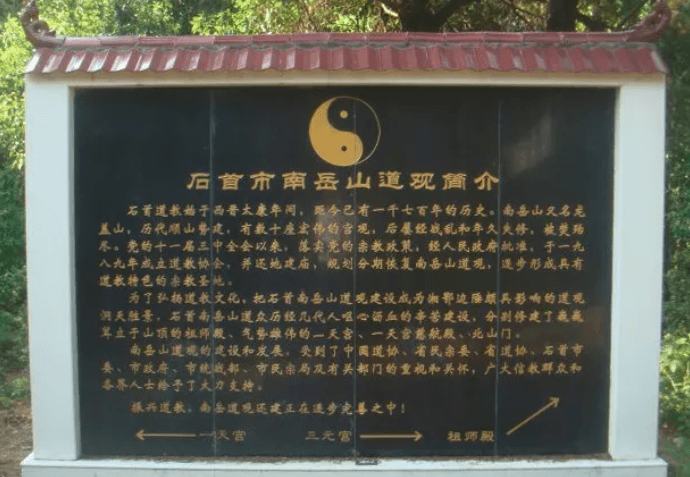 石首市南岳山道观简介
石首道教始于西晋太康年间，距今已有一千七百年的历史。南岳山又名龙
盖山，历代顺山势建，有数十座宏伟的宫观，后屡经战乱和年久失修，被焚殆
尽。党的十一届三中全会以来，落实党的宗教政策，经人民政府批准，于一九
八九年成立道教协会，并还地建庙，规划分期恢复南岳山道观，逐步形成具有
道教特色的宗教圣地。
为了弘扬道教文化，把石首南岳山道观建设成为湘鄂边陲颇具影响的道观
洞天胜景，石首南岳山道众历经几代人呕心沥血的辛苦建设，分别修建了巍巍
耸立于山顶的祖师殿、气势雄伟的一天宫、一天宫慈航殿、北山门。
南岳山道观的建设和发展，受到了中国道协、省民宗委、省道协、石首市
委、市政府、市统战部、市民宗局及有关部门的重视和关怀，广大信教群众和
各界人士给予了大力支持。
振兴道教，南岳道观还建正在逐步完善之中！
一天宫 三元宫 祖师殿